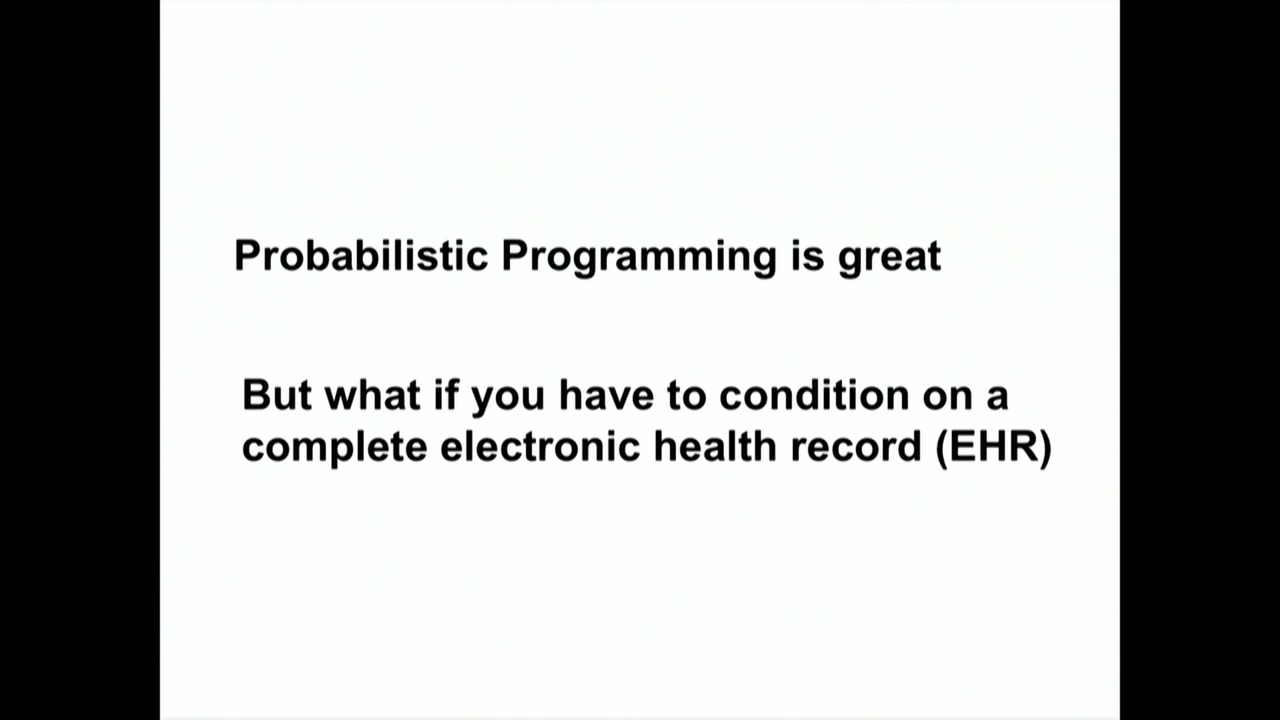 Probabilistic Programming is great
But what if you have to condition on a
complete electronic health record (EHR)